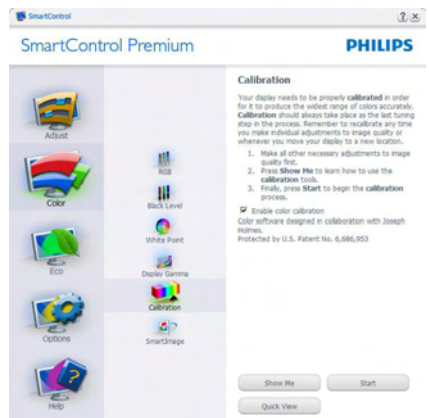 SmartControl
SmartControl Premium
PHILIPS
Adjust
Color
Eco
Options
Help
RGB
Black Level
White Point
Display Gamma
Calibration
SmartImage
Calibration
Your display needs to be properly calibrated in order
for it to produce the widest range of colors accurately.
Calibration should always take place as the last tuning
step in the process. Remember to recalibrate any time
you make individual adjustments to image quality or
whenever you move your display to a new location.
1. Make all other necessary adjustments to image
quality first.
2. Press Show Me to learn how to use the
calibration tools.
3. Finally, press Start to begin the calibration
process.
Enable color calibration
Color software designed in collaboration with Joseph
Holmes.
Protected by U.S. Patent No. 6,686,953
Show Me
Start
Quick View